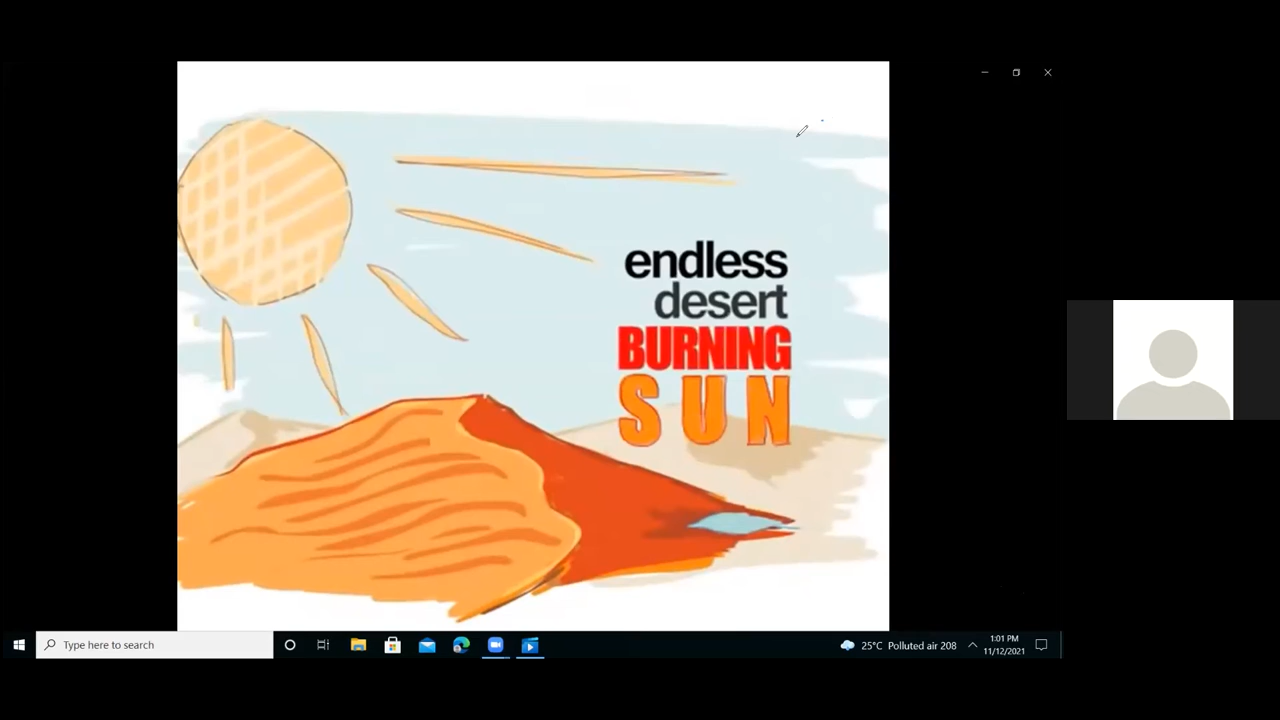 endless
desert
BURNING
SUN
Type here to search
25°C Polluted air 208
1:01 PM
11/12/2021